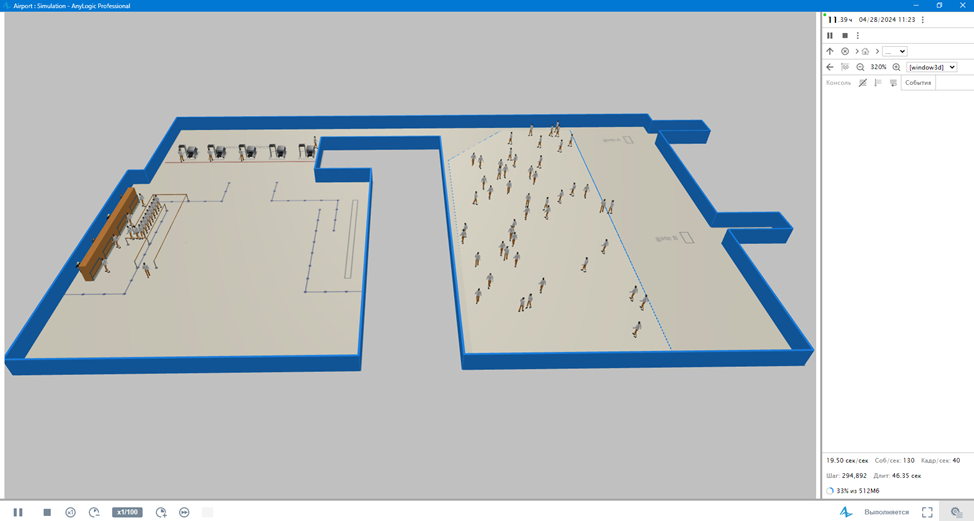 Airport : Simulation - AnyLogic Professional
11.39 ч 04/28/2024 11:23
...
320% [window3d]
Консоль События
19.50 сек/сек Соб/сек: 130 Кадр/сек: 40
Шаг: 294,892 Длит: 46.35 сек
33% из 512Мб
x1 x1/100 Выполняется